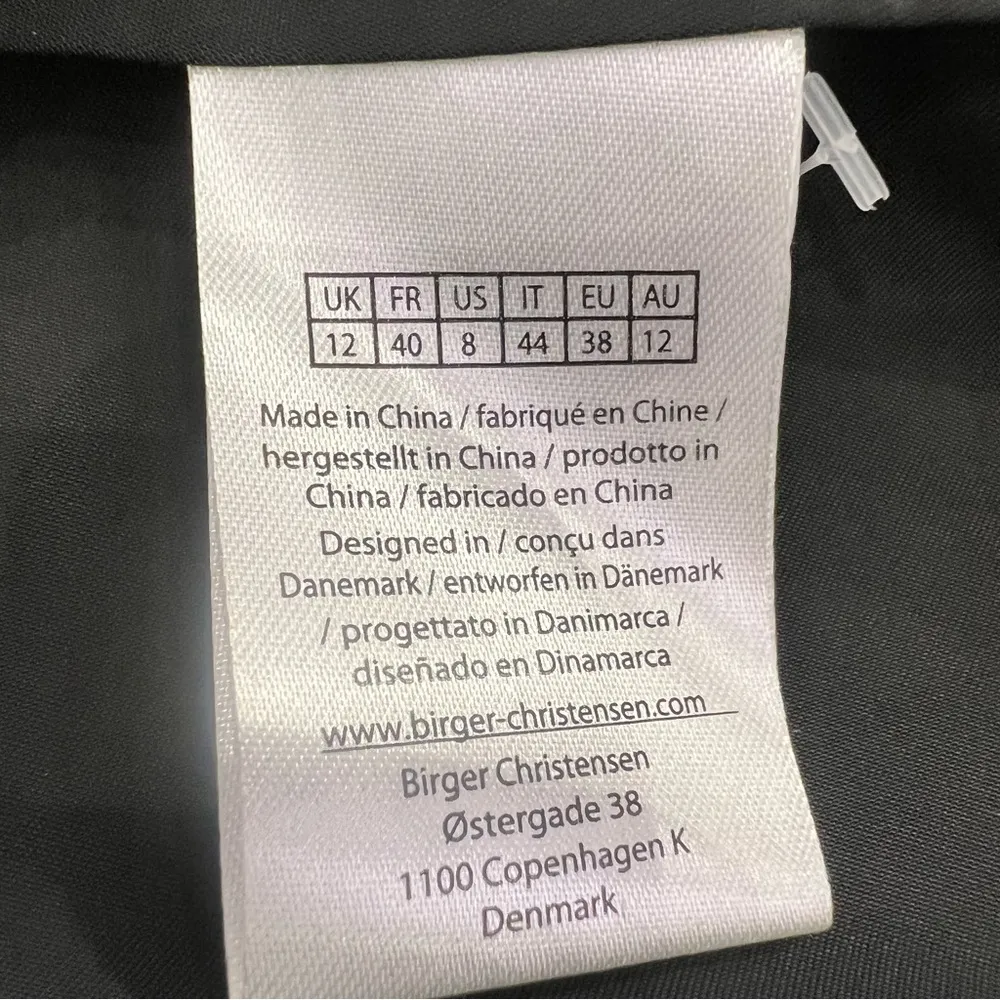 UK FR US IT EU AU
12 40 8 44 38 12
Made in China / fabriqué en Chine /
hergestellt in China / prodotto in
China / fabricado en China
Designed in / conçu dans
Danemark / entworfen in Dänemark
/ progettato in Danimarca /
diseñado en Dinamarca
www.birger-christensen.com
Birger Christensen
Østergade 38
1100 Copenhagen K
Denmark